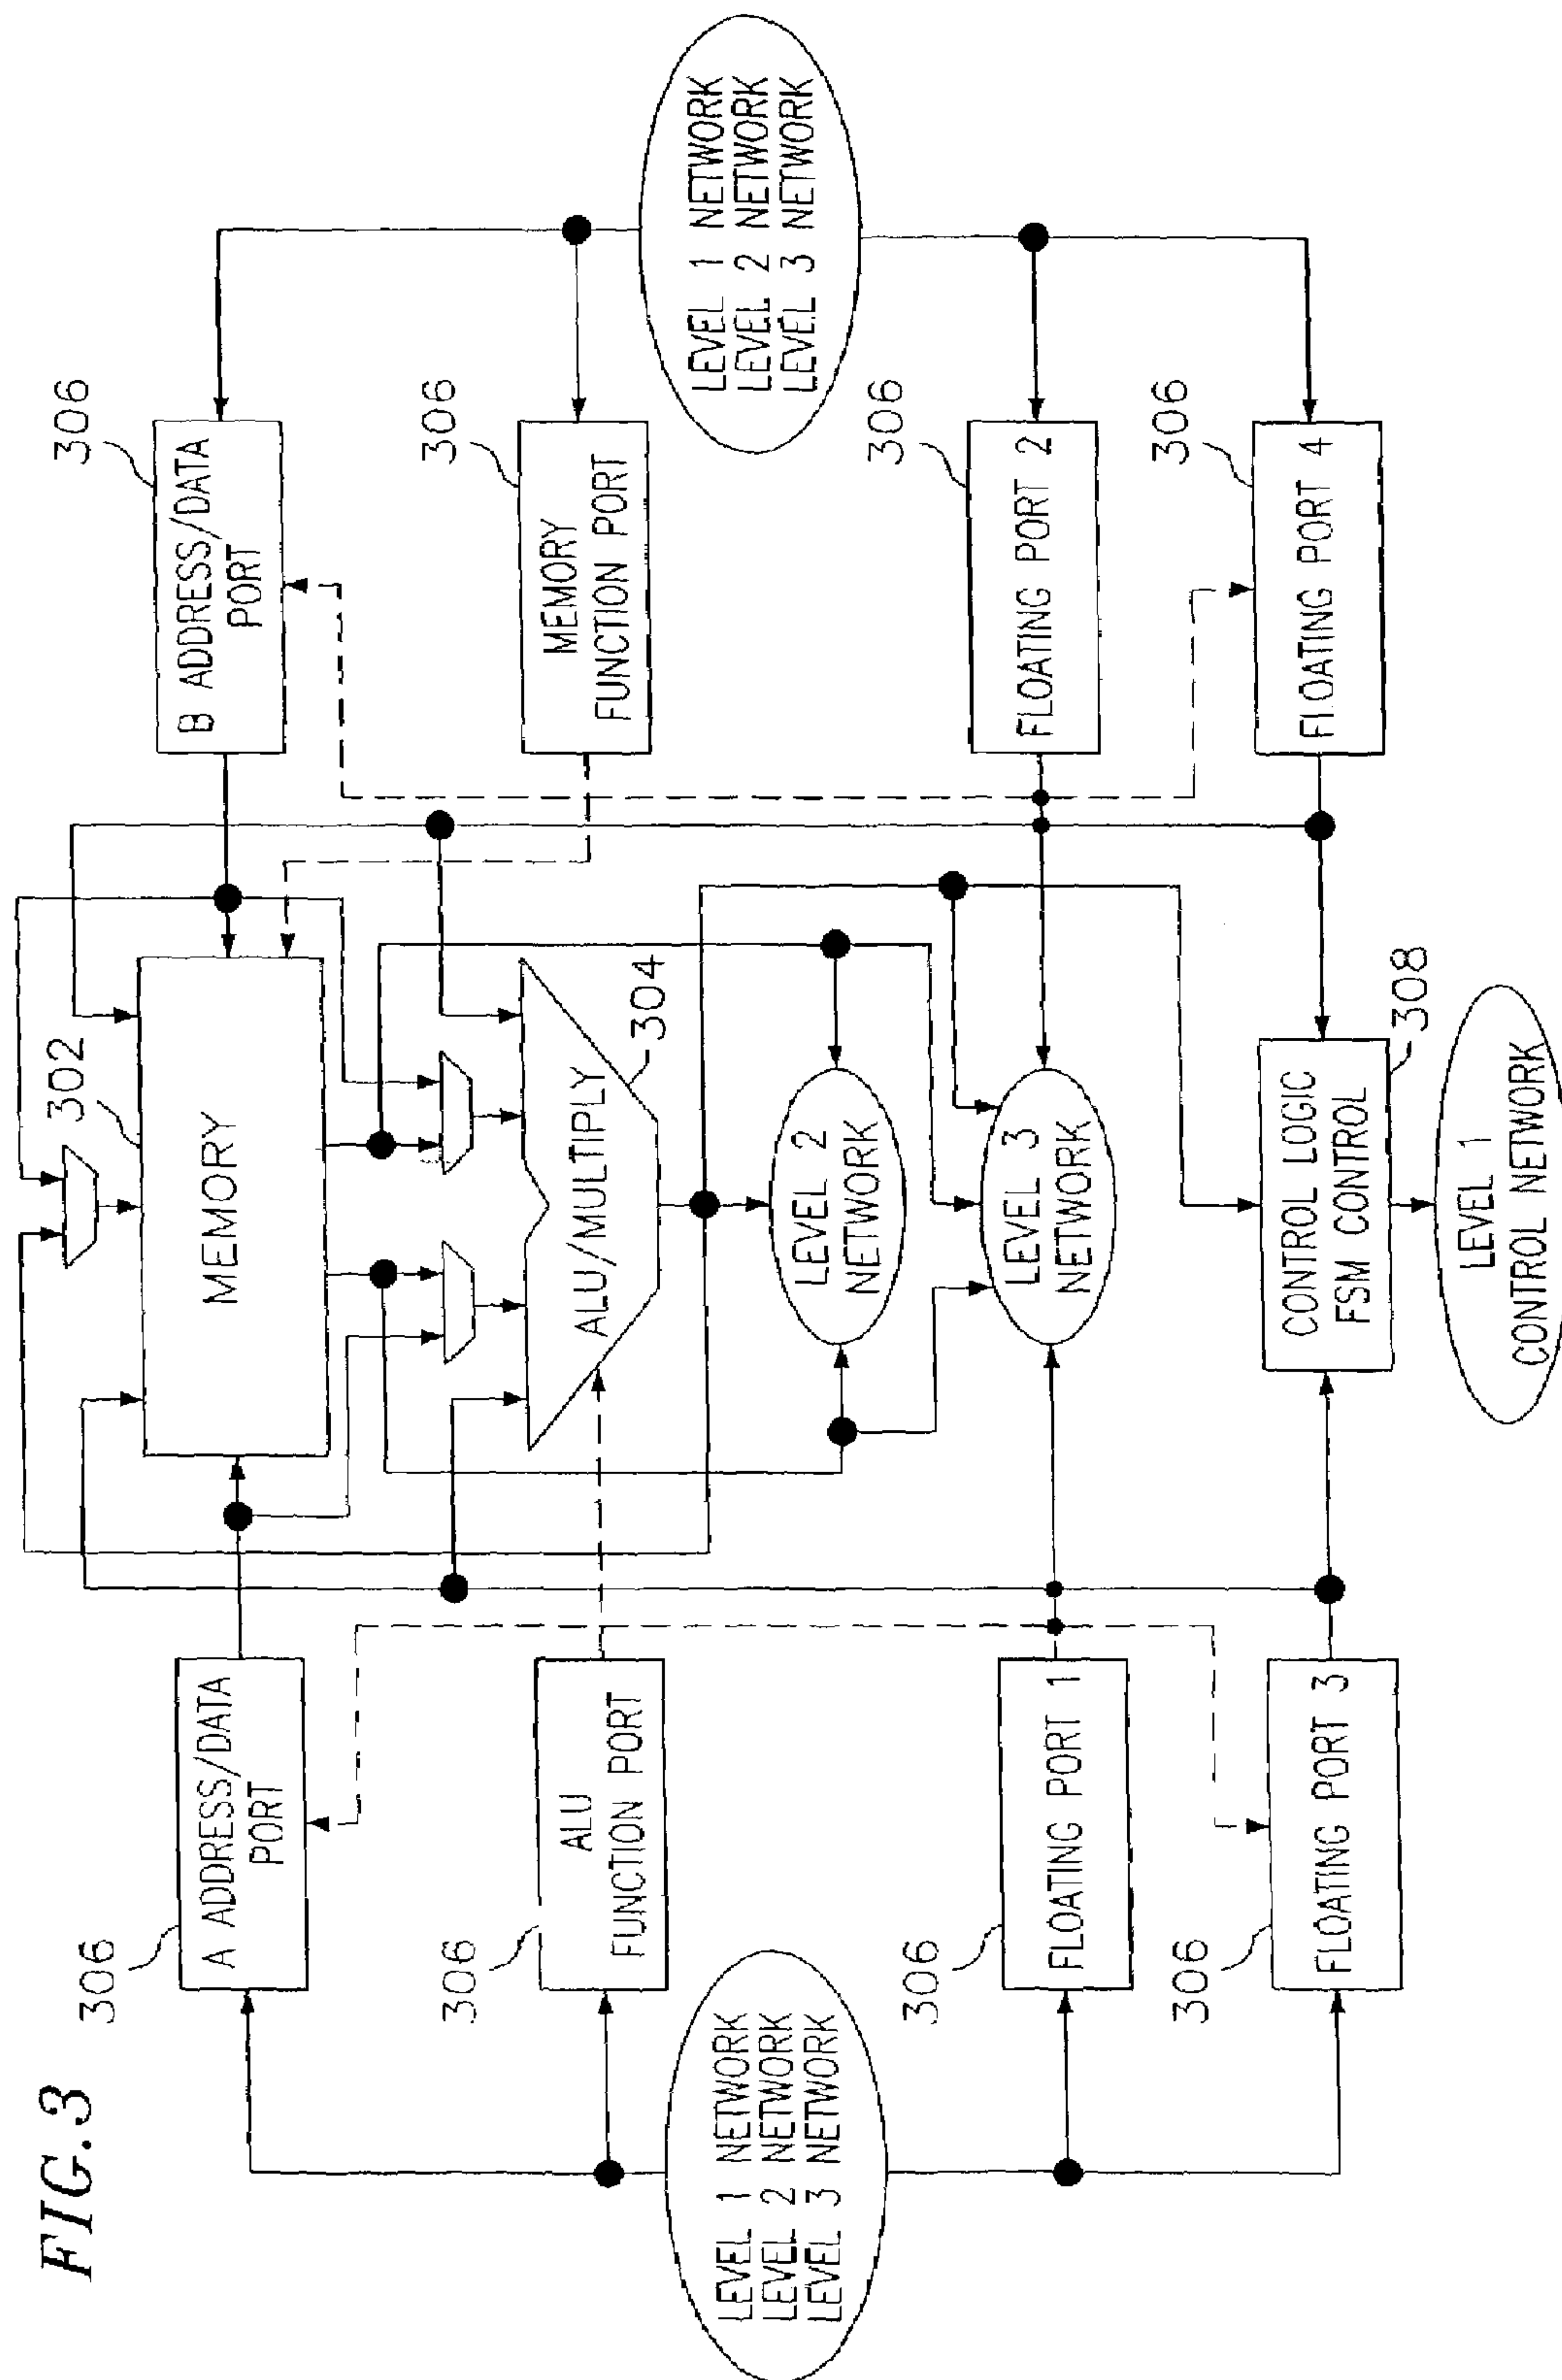 FIG.3
306
A ADDRESS/DATA
PORT
306
ALU
FUNCTION PORT
LEVEL 1 NETWORK
LEVEL 2 NETWORK
LEVEL 3 NETWORK
306
FLOATING PORT 1
306
FLOATING PORT 3
302
MEMORY
ALU/MULTIPLY
304
LEVEL 2
NETWORK
LEVEL 3
NETWORK
CONTROL LOGIC
FSM CONTROL
308
LEVEL 1
CONTROL NETWORK
306
B ADDRESS/DATA
PORT
306
MEMORY
FUNCTION PORT
LEVEL 1 NETWORK
LEVEL 2 NETWORK
LEVEL 3 NETWORK
306
FLOATING PORT 2
306
FLOATING PORT 4